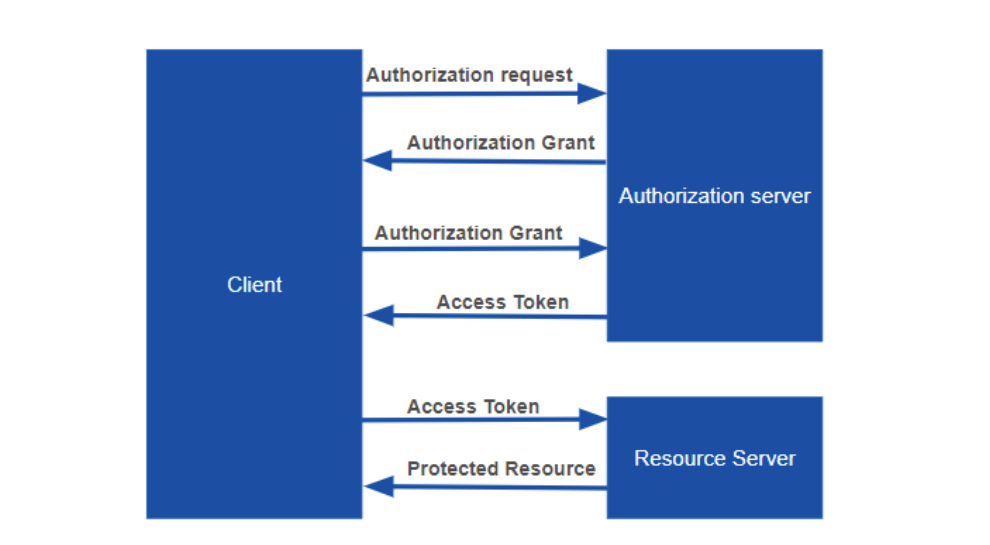 Authorization request
Authorization Grant
Authorization server
Authorization Grant
Client
Access Token
Access Token
Resource Server
Protected Resource